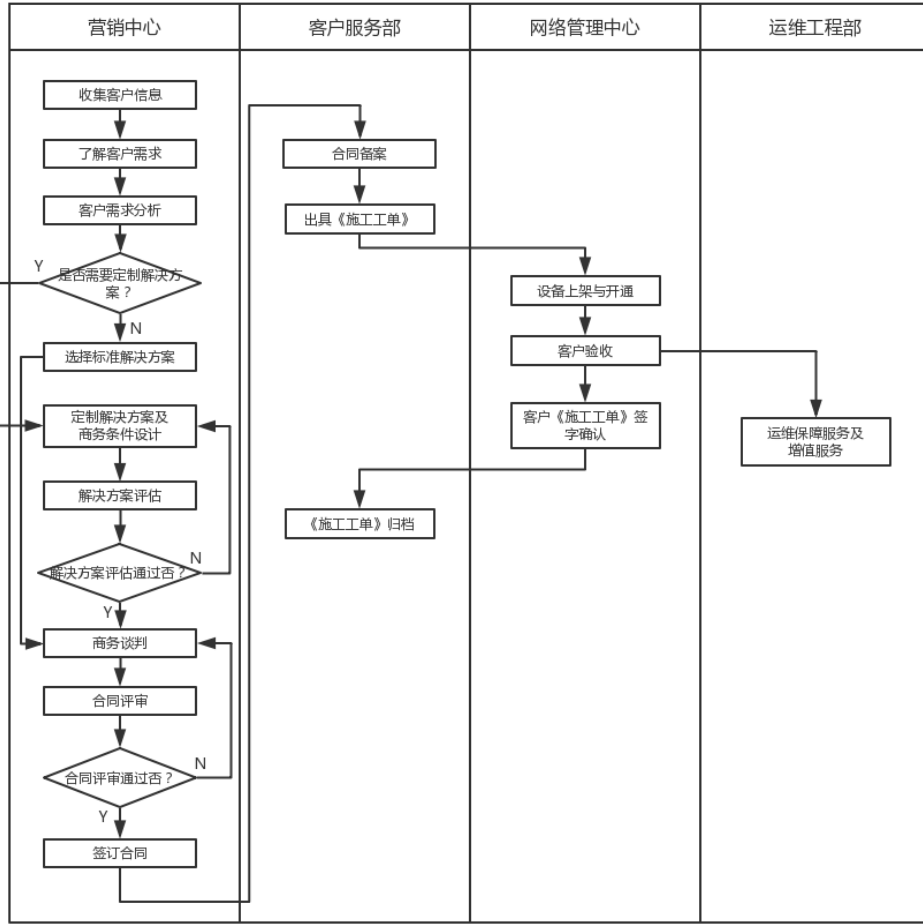 营销中心
客户服务部
网络管理中心
运维工程部
收集客户信息
了解客户需求
客户需求分析
Y
是否需要定制解决方
案？
N
选择标准解决方案
定制解决方案及
商务条件设计
解决方案评估
解决方案评估通过否？
N
Y
商务谈判
合同评审
合同评审通过否？
N
Y
签订合同
合同备案
出具《施工工单》
《施工工单》归档
设备上架与开通
客户验收
客户《施工工单》签
字确认
运维保障服务及
增值服务